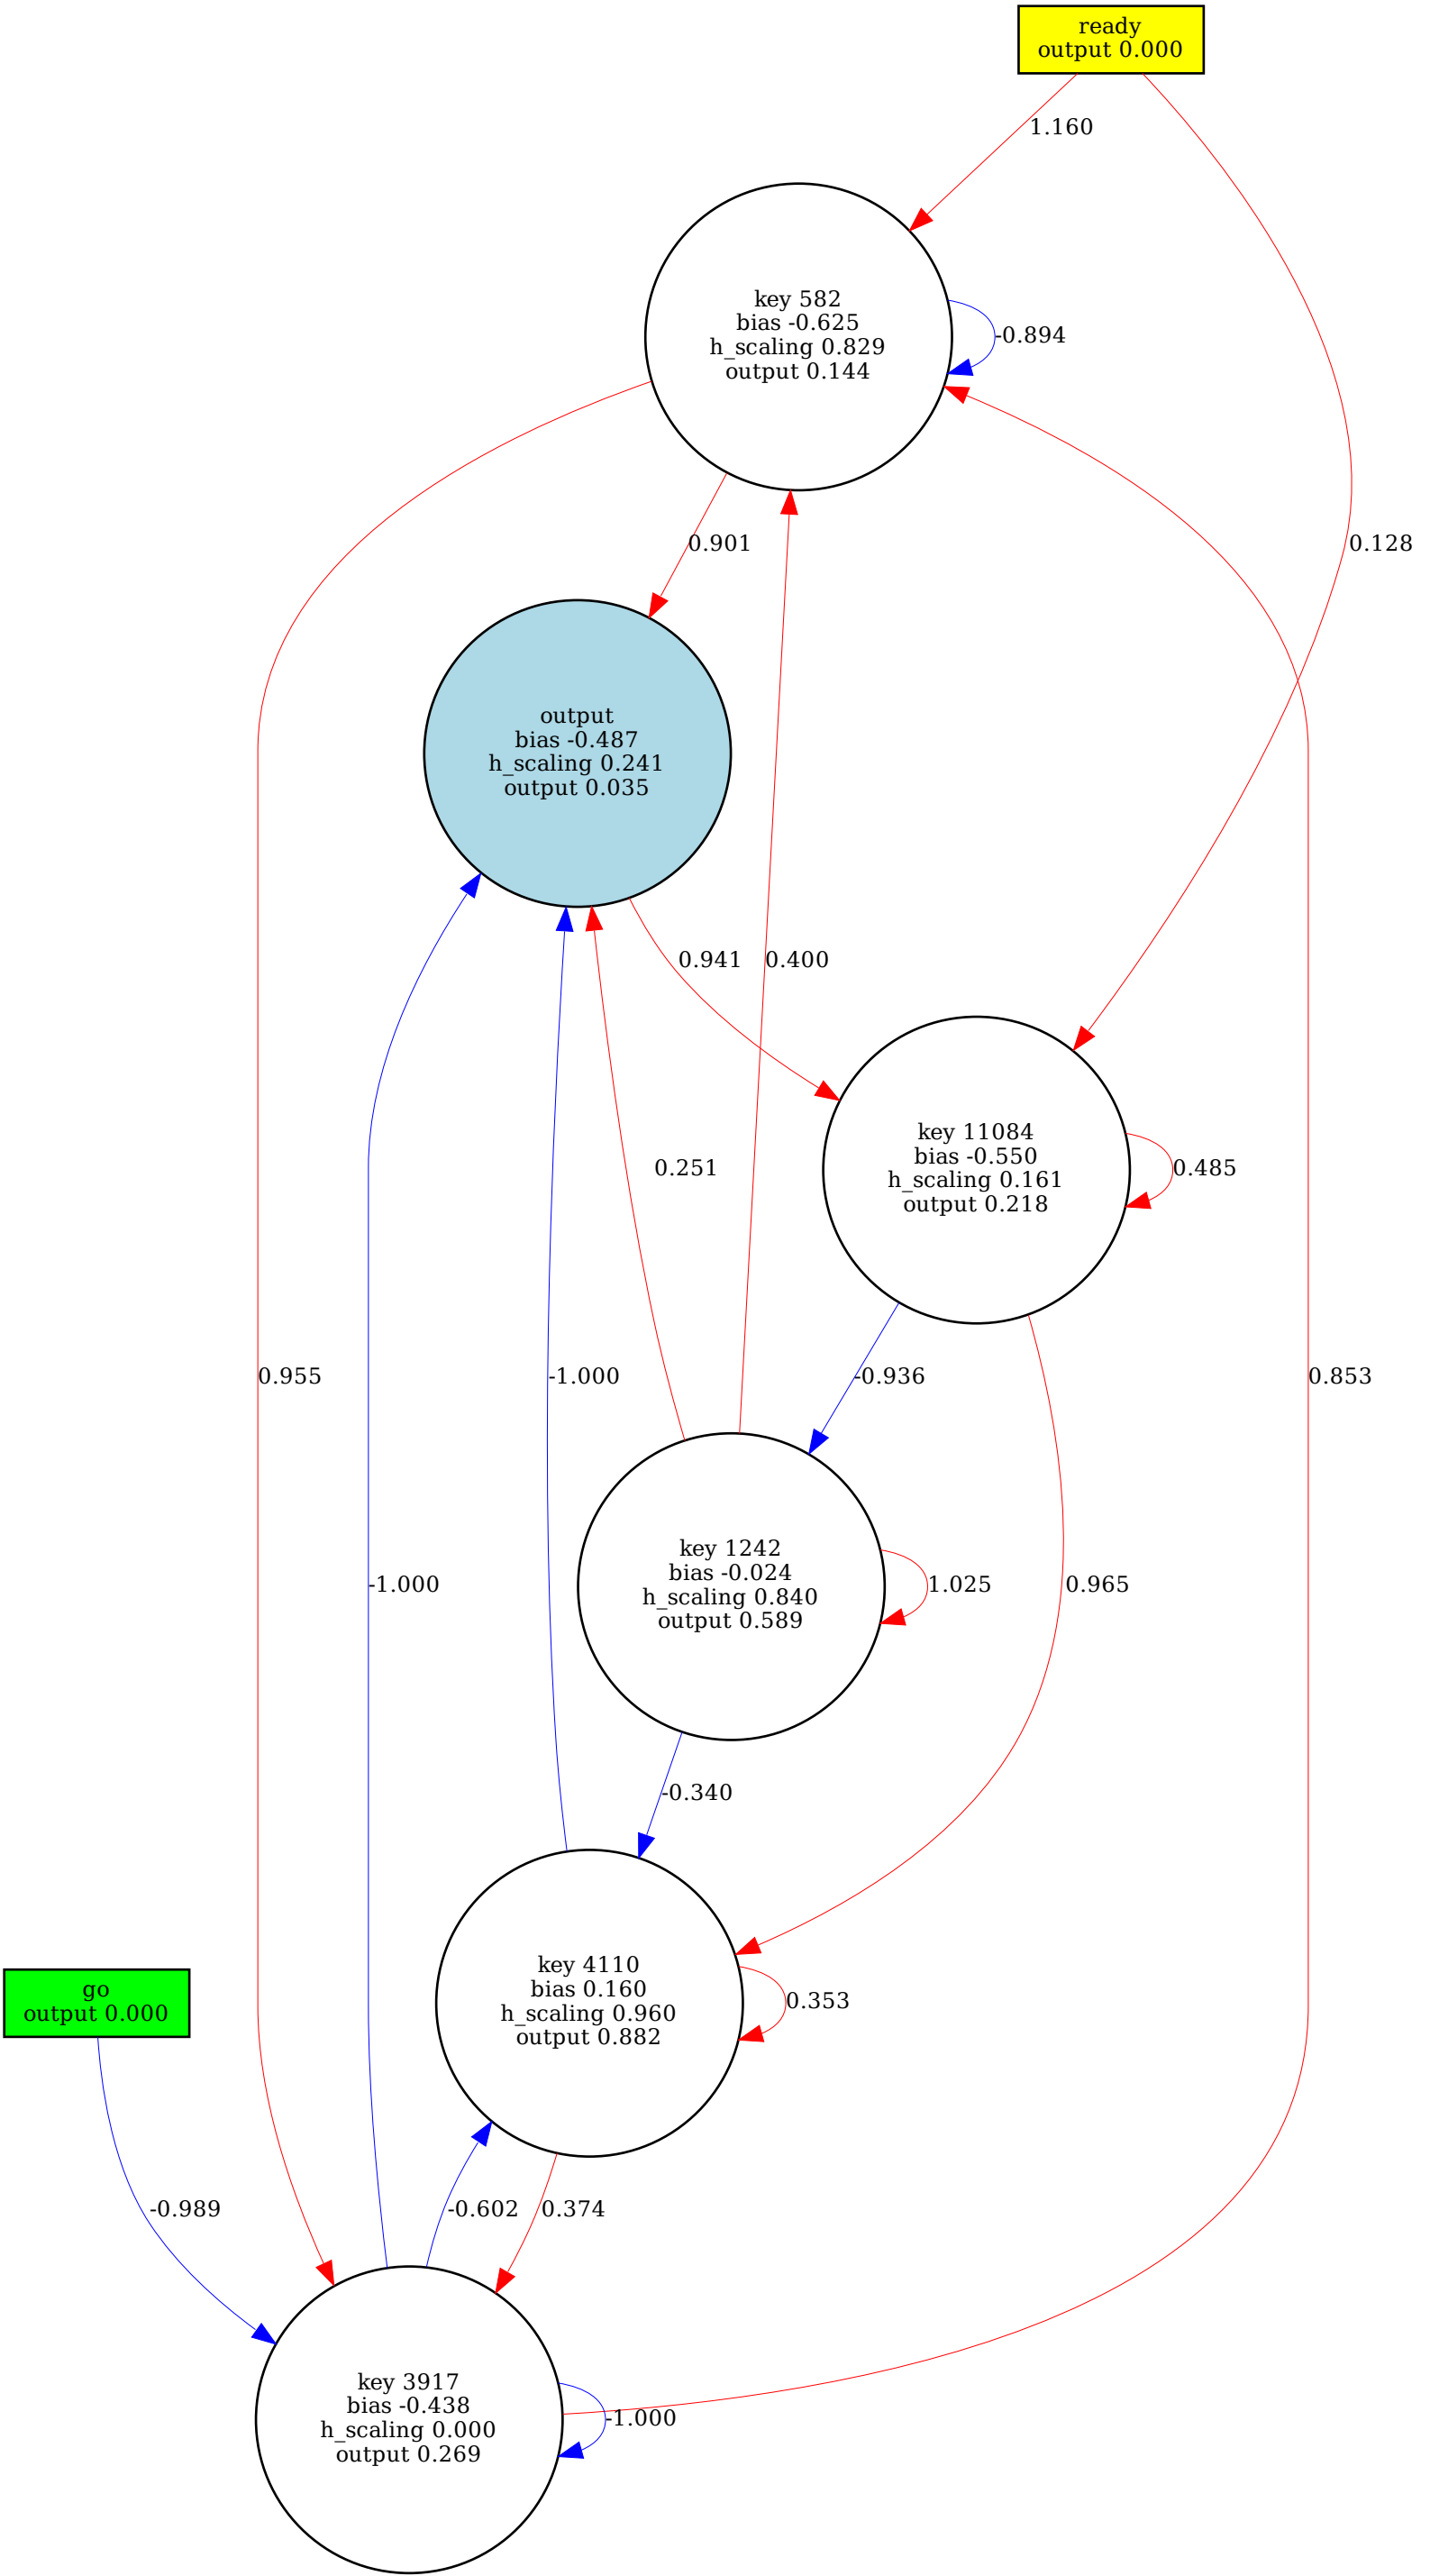 ready
output 0.000
1.160
key 582
bias -0.625
h_scaling 0.829
output 0.144
-0.894
0.901
0.128
output
bias -0.487
h_scaling 0.241
output 0.035
0.941
0.400
key 11084
bias -0.550
h_scaling 0.161
output 0.218
0.251
0.485
0.955
-1.000
-0.936
0.853
key 1242
bias -0.024
h_scaling 0.840
output 0.589
-1.000
1.025
0.965
-0.340
key 4110
bias 0.160
h_scaling 0.960
output 0.882
0.353
go
output 0.000
-0.989
-0.602
0.374
key 3917
bias -0.438
h_scaling 0.000
output 0.269
-1.000